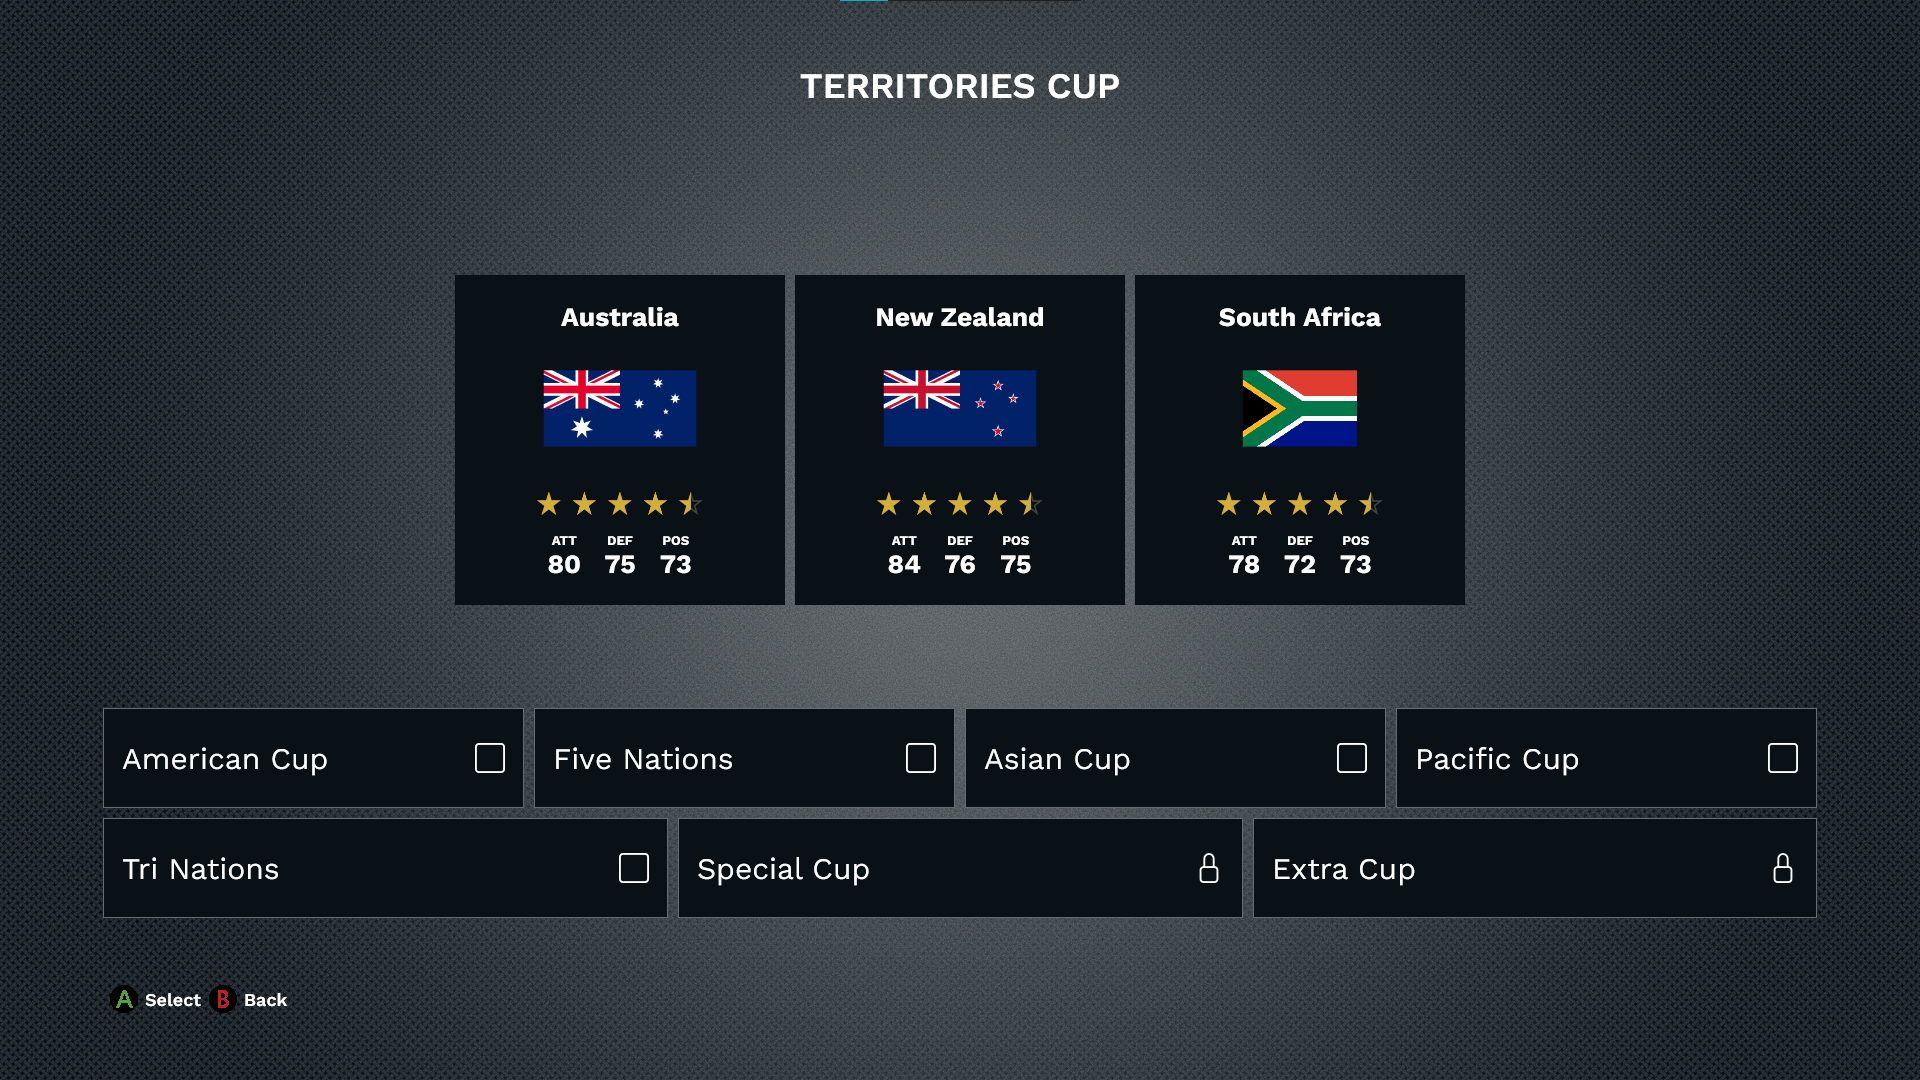 TERRITORIES CUP
Australia
ATT DEF POS
80 75 73
New Zealand
ATT DEF POS
84 76 75
South Africa
ATT DEF POS
78 72 73
American Cup
Five Nations
Asian Cup
Pacific Cup
Tri Nations
Special Cup
Extra Cup
A Select B Back